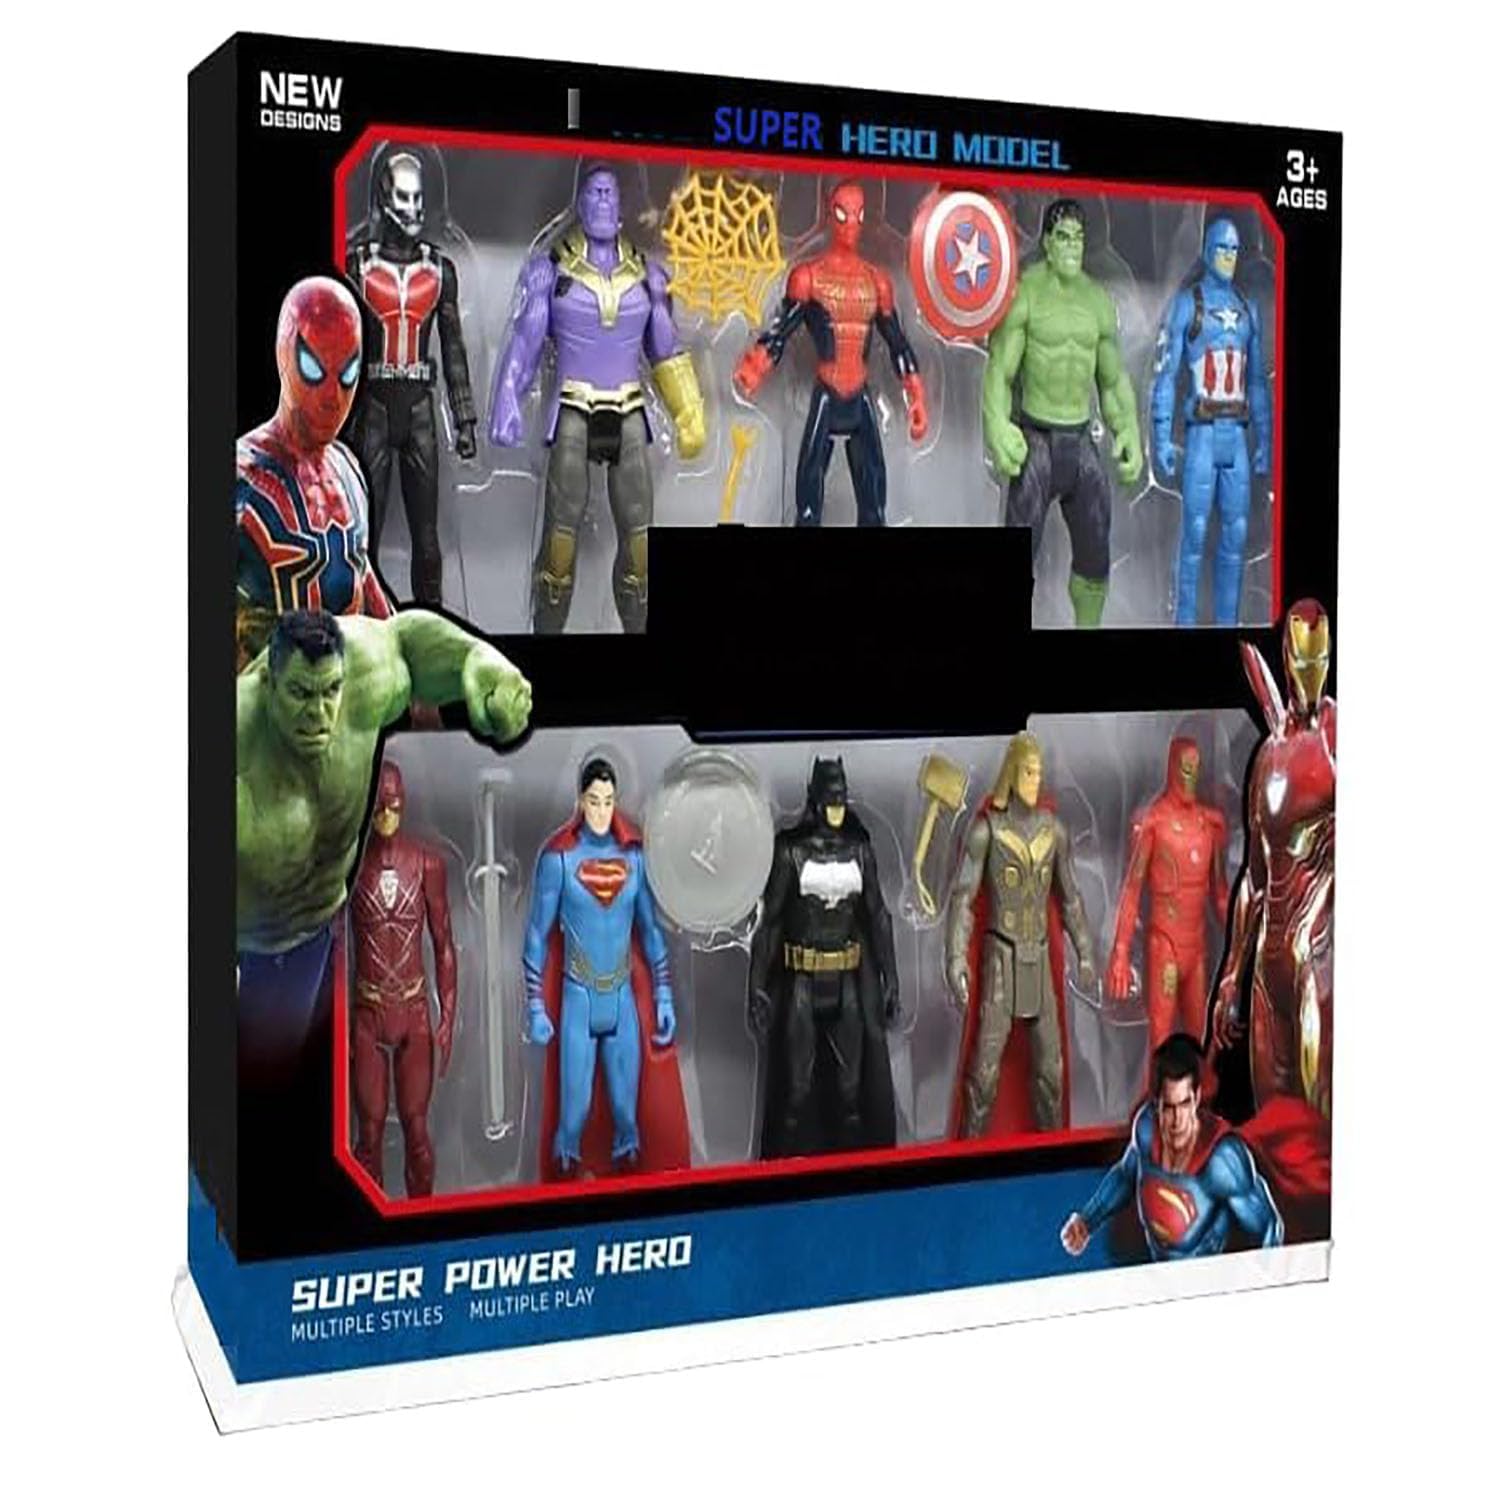 NEW
DESIGNS
SUPER HERO MODEL
3+
AGES
SUPER POWER HERO
MULTIPLE STYLES MULTIPLE PLAY